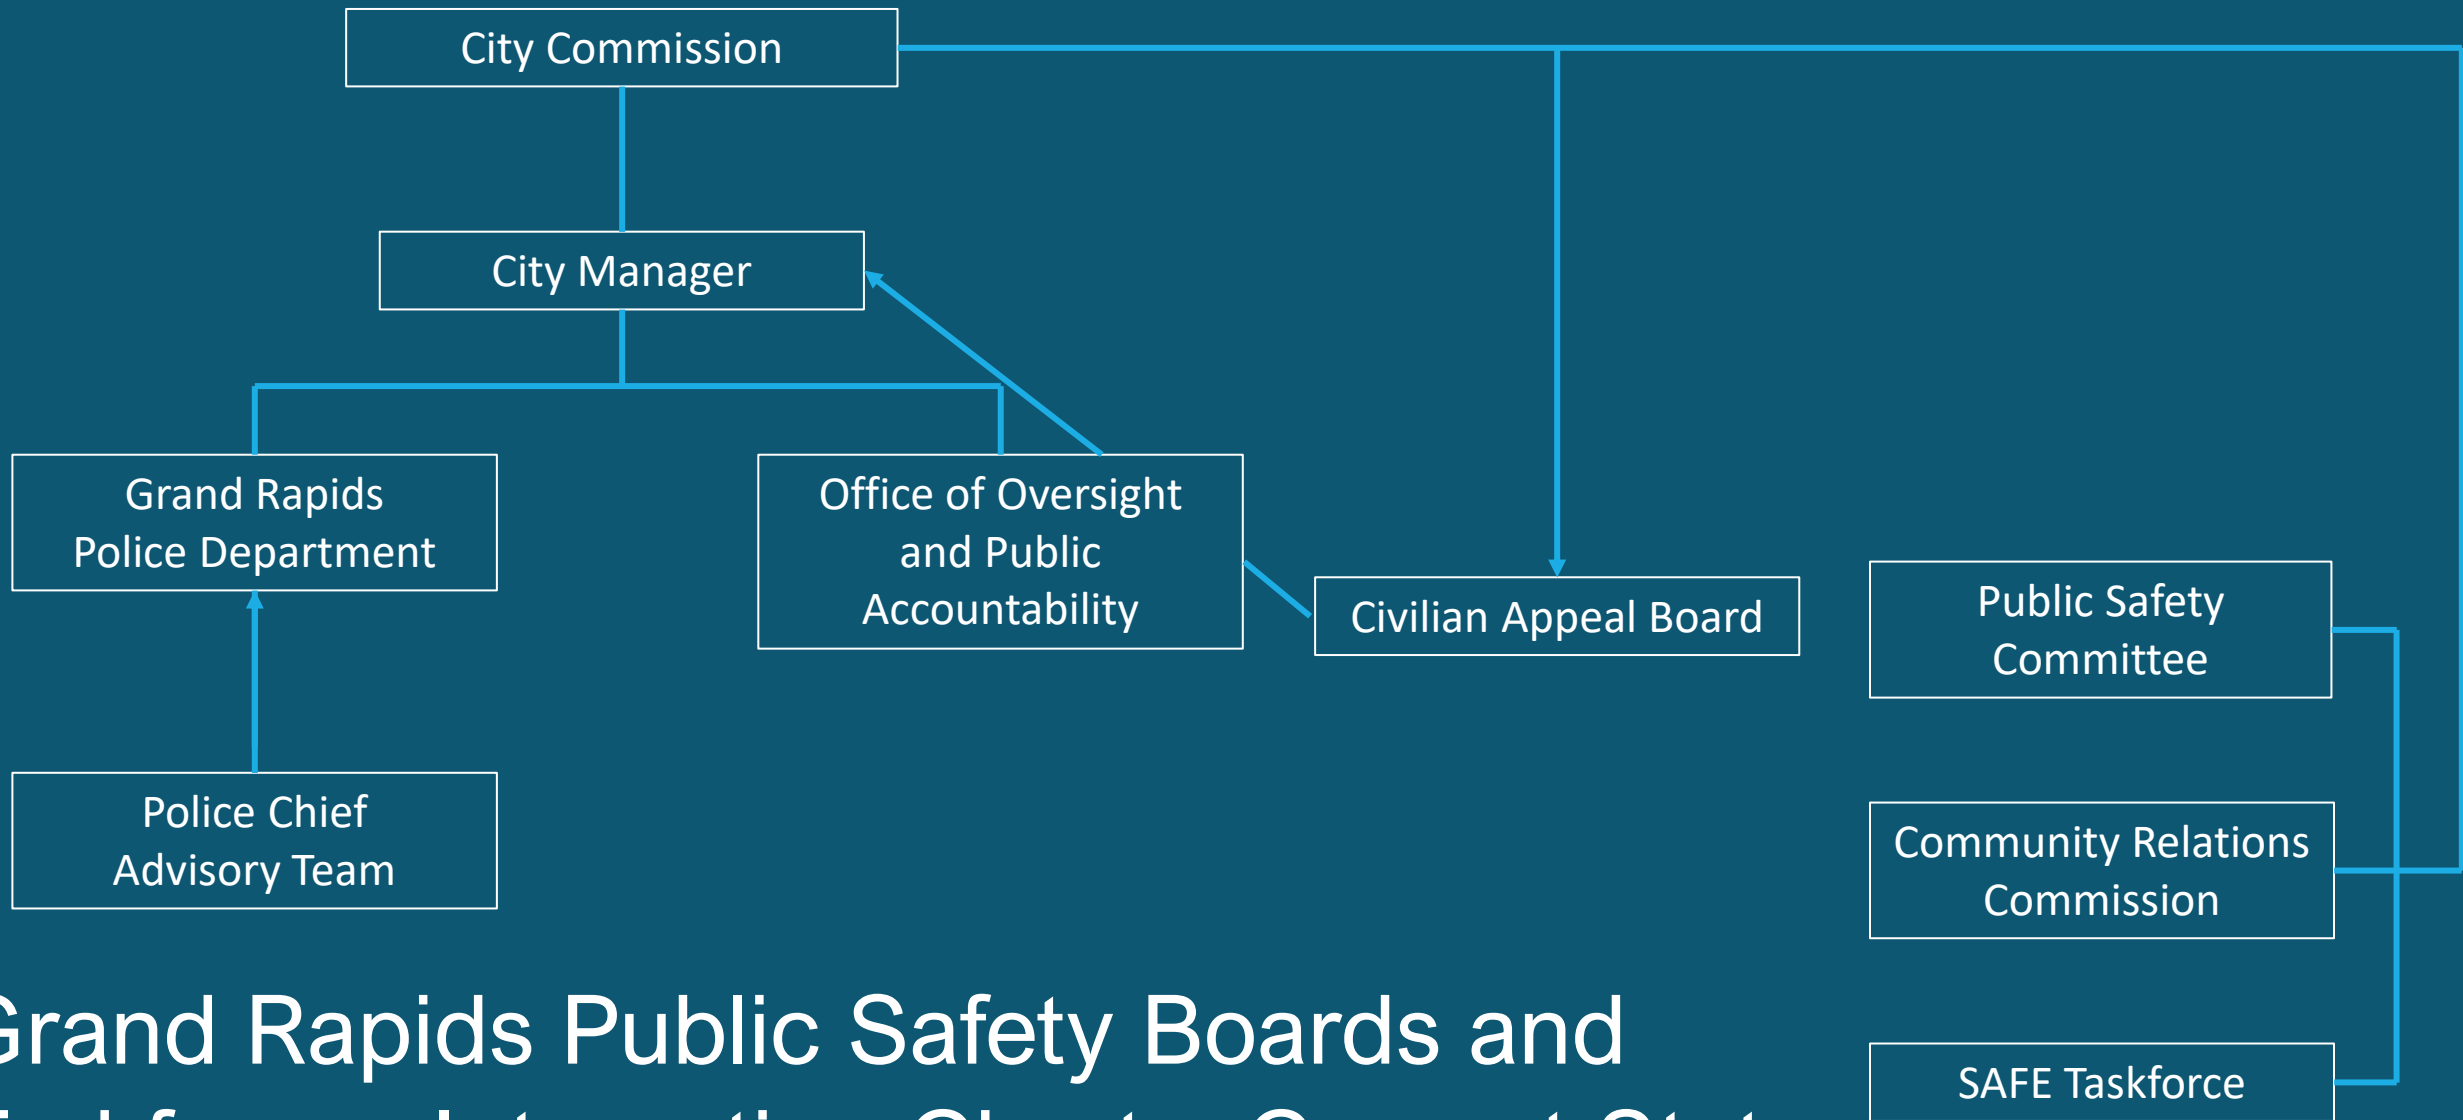 City Commission
City Manager
Grand Rapids
Police Department
Office of Oversight
and Public
Accountability
Civilian Appeal Board
Public Safety
Committee
Police Chief
Advisory Team
Community Relations
Commission
SAFE Taskforce
Grand Rapids Public Safety Boards and